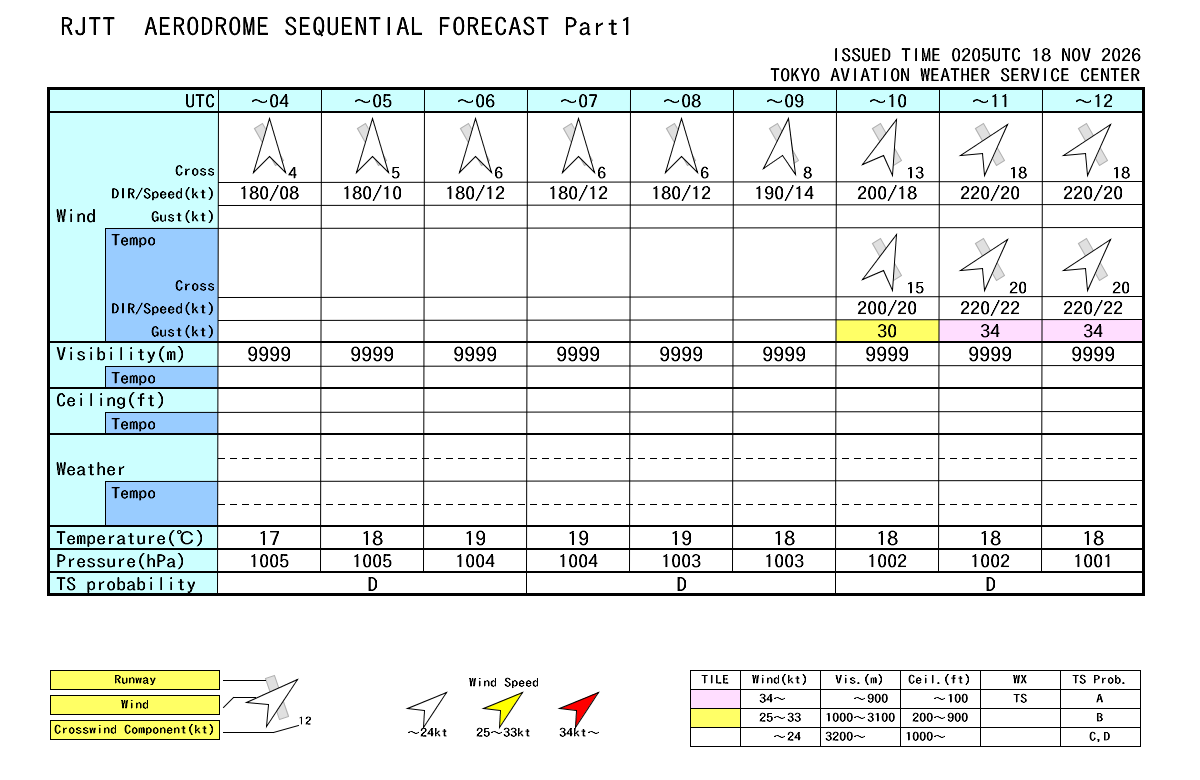 RJTT AERODROME SEQUENTIAL FORECAST Part1
ISSUED TIME 0205UTC 18 NOV 2026
TOKYO AVIATION WEATHER SERVICE CENTER
UTC ～04 ～05 ～06 ～07 ～08 ～09 ～10 ～11 ～12
Cross 4 5 6 6 6 8 13 18 18
DIR/Speed(kt) 180/08 180/10 180/12 180/12 180/12 190/14 200/18 220/20 220/20
Wind Gust(kt)
Tempo
Cross 15 20 20
DIR/Speed(kt) 200/20 220/22 220/22
Gust(kt) 30 34 34
Visibility(m) 9999 9999 9999 9999 9999 9999 9999 9999 9999
Tempo
Ceiling(ft)
Tempo
Weather
Tempo
Temperature(℃) 17 18 19 19 19 18 18 18 18
Pressure(hPa) 1005 1005 1004 1004 1003 1003 1002 1002 1001
TS probability D D D
Runway
Wind
Crosswind Component(kt)
12
Wind Speed
～24kt 25～33kt 34kt～
TILE Wind(kt) Vis.(m) Ceil.(ft) WX TS Prob.
34～ ～900 ～100 TS A
25～33 1000～3100 200～900 B
～24 3200～ 1000～ C,D